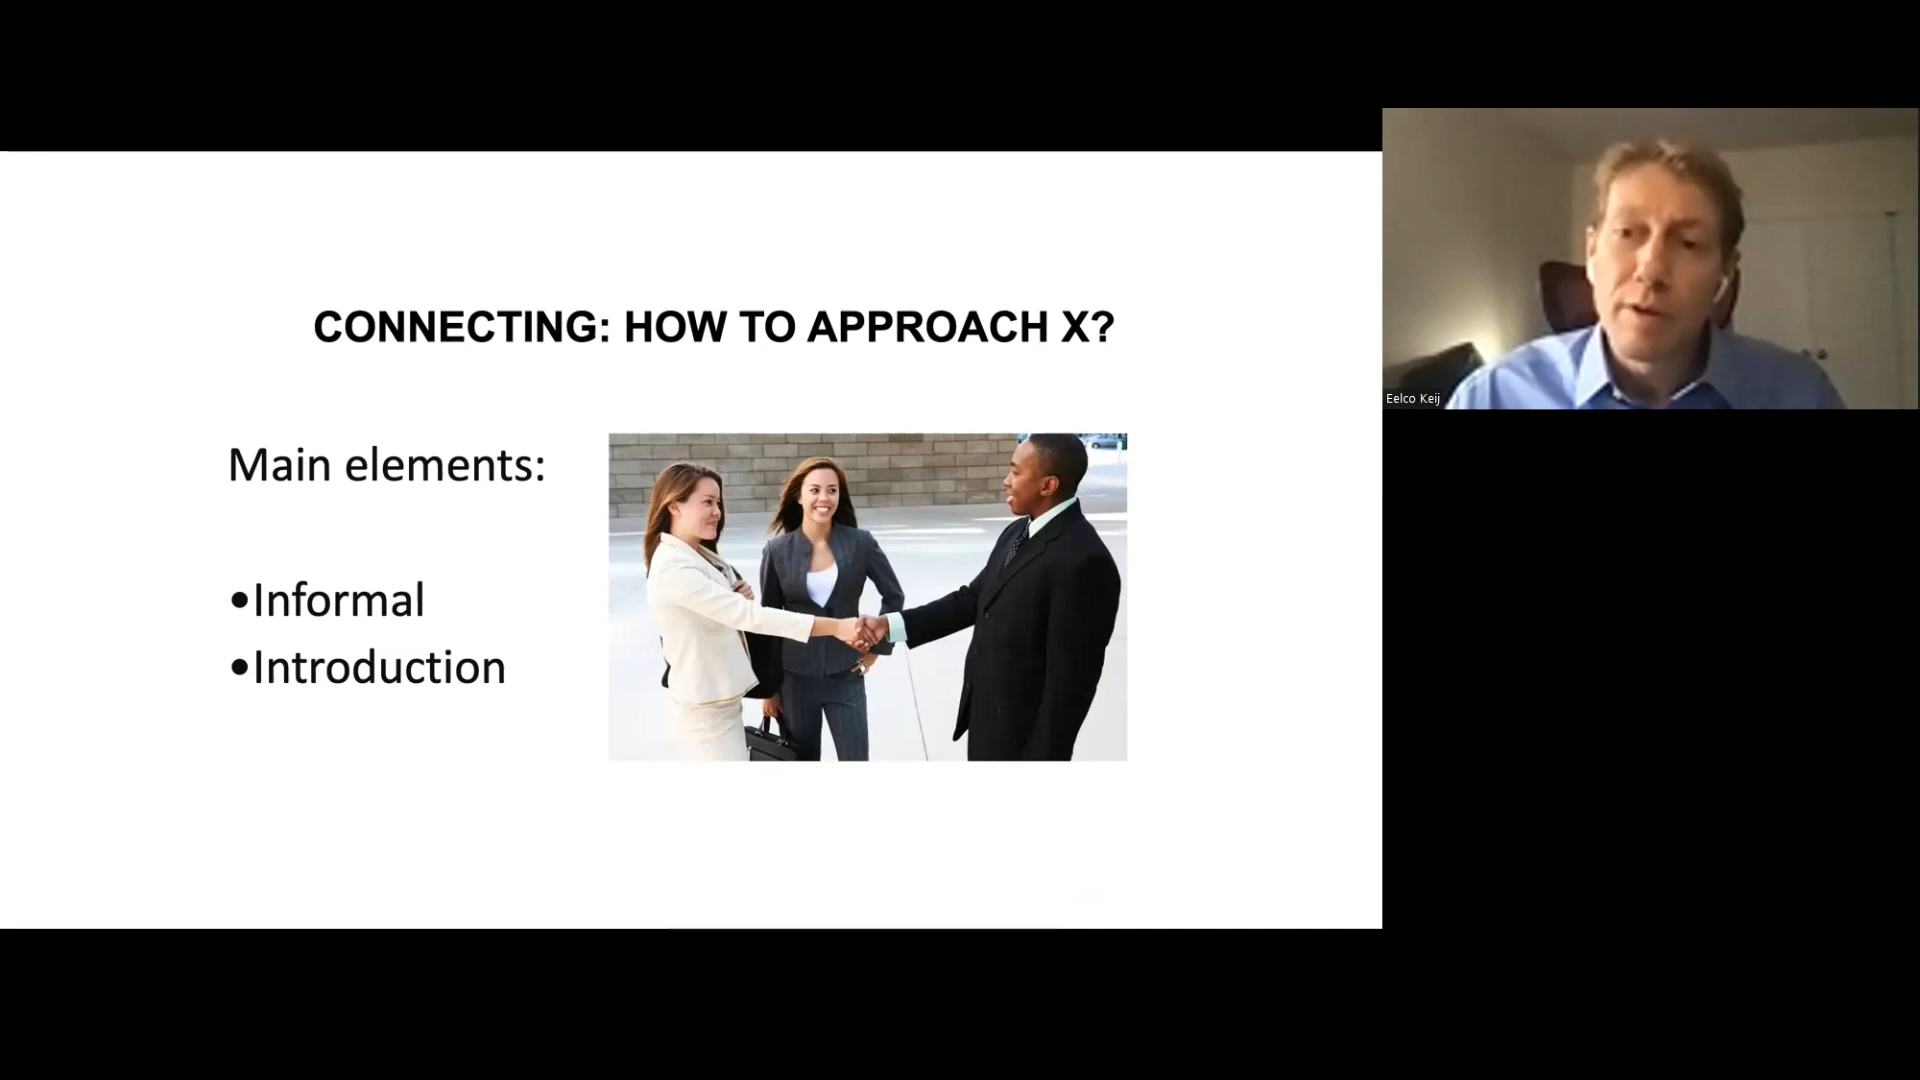 CONNECTING: HOW TO APPROACH X?
Main elements:
•Informal
•Introduction
Eelco Keij